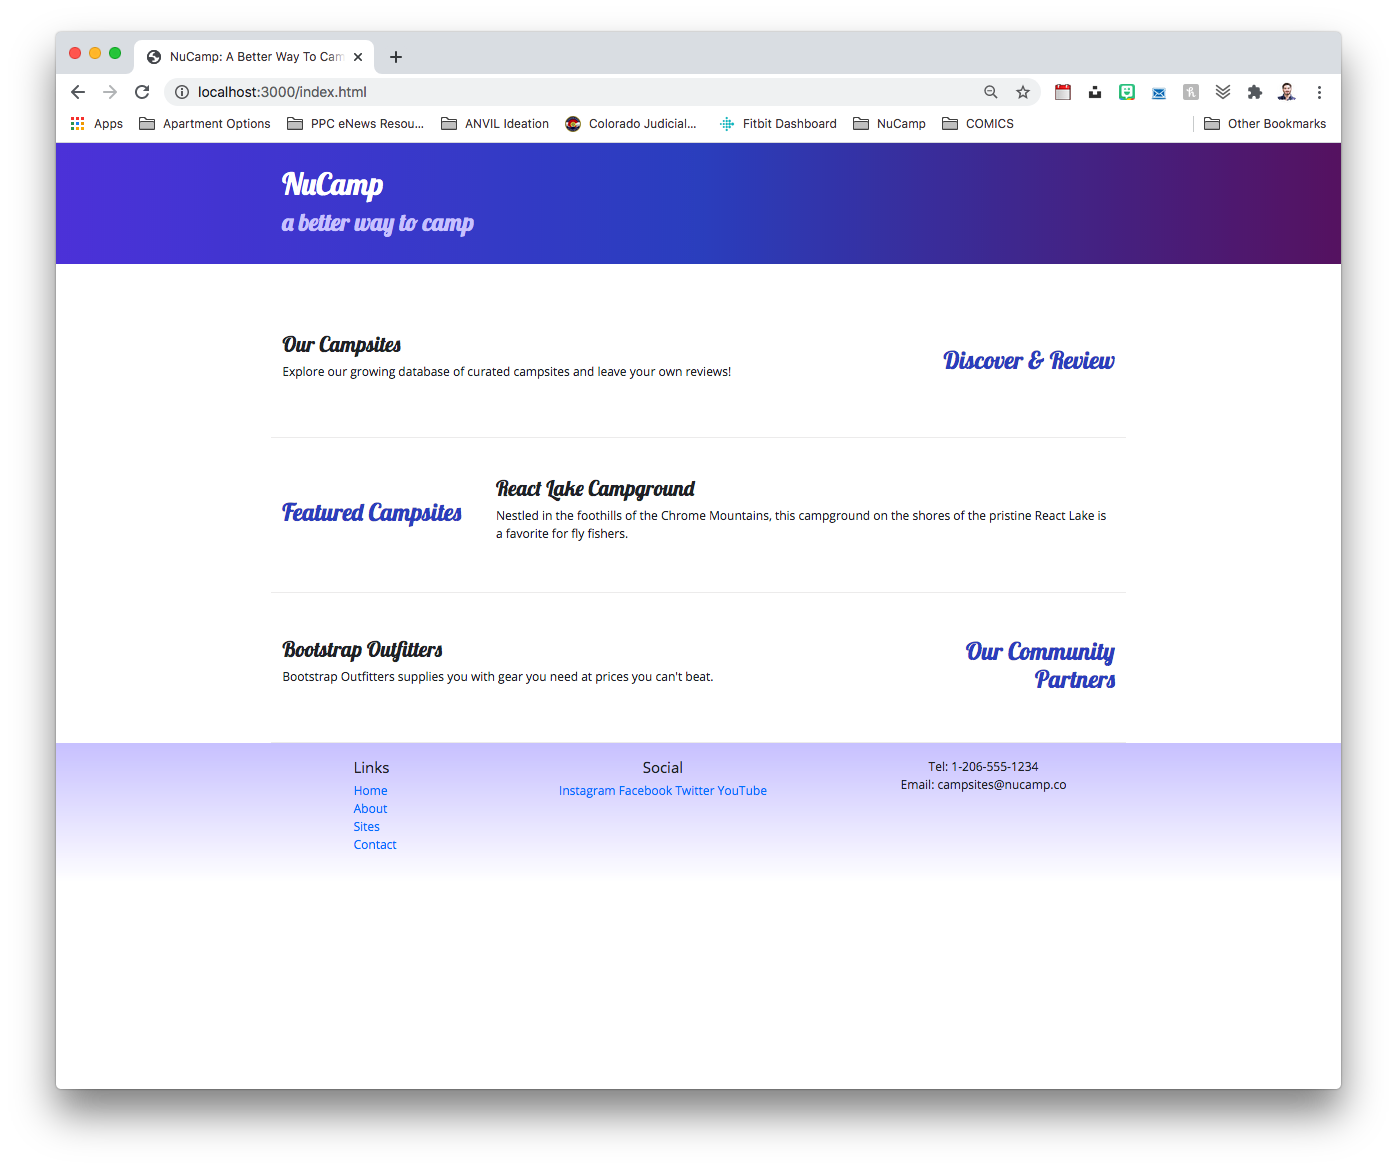 NuCamp: A Better Way To Cam
localhost:3000/index.html
Apps Apartment Options PPC eNews Resou... ANVIL Ideation Colorado Judicial... Fitbit Dashboard NuCamp COMICS Other Bookmarks
NuCamp
a better way to camp
Our Campsites
Explore our growing database of curated campsites and leave your own reviews!
Discover & Review
Featured Campsites
React Lake Campground
Nestled in the foothills of the Chrome Mountains, this campground on the shores of the pristine React Lake is
a favorite for fly fishers.
Bootstrap Outfitters
Bootstrap Outfitters supplies you with gear you need at prices you can't beat.
Our Community
Partners
Links
Home
About
Sites
Contact
Social
Instagram Facebook Twitter YouTube
Tel: 1-206-555-1234
Email: campsites@nucamp.co